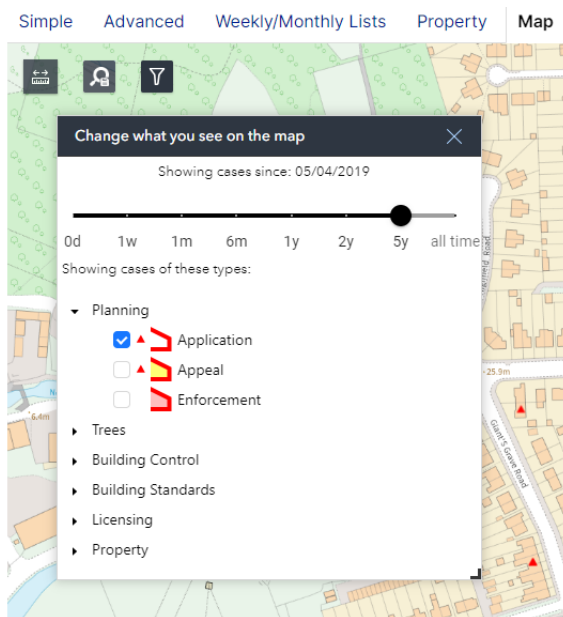 Simple Advanced Weekly/Monthly Lists Property Map
Change what you see on the map
Showing cases since: 05/04/2019
0d 1w 1m 6m 1y 2y 5y all time
Showing cases of these types:
Planning
Application
Appeal
Enforcement
Trees
Building Control
Building Standards
Licensing
Property
Road
25.9m
6.4m
Giant's Grave Road